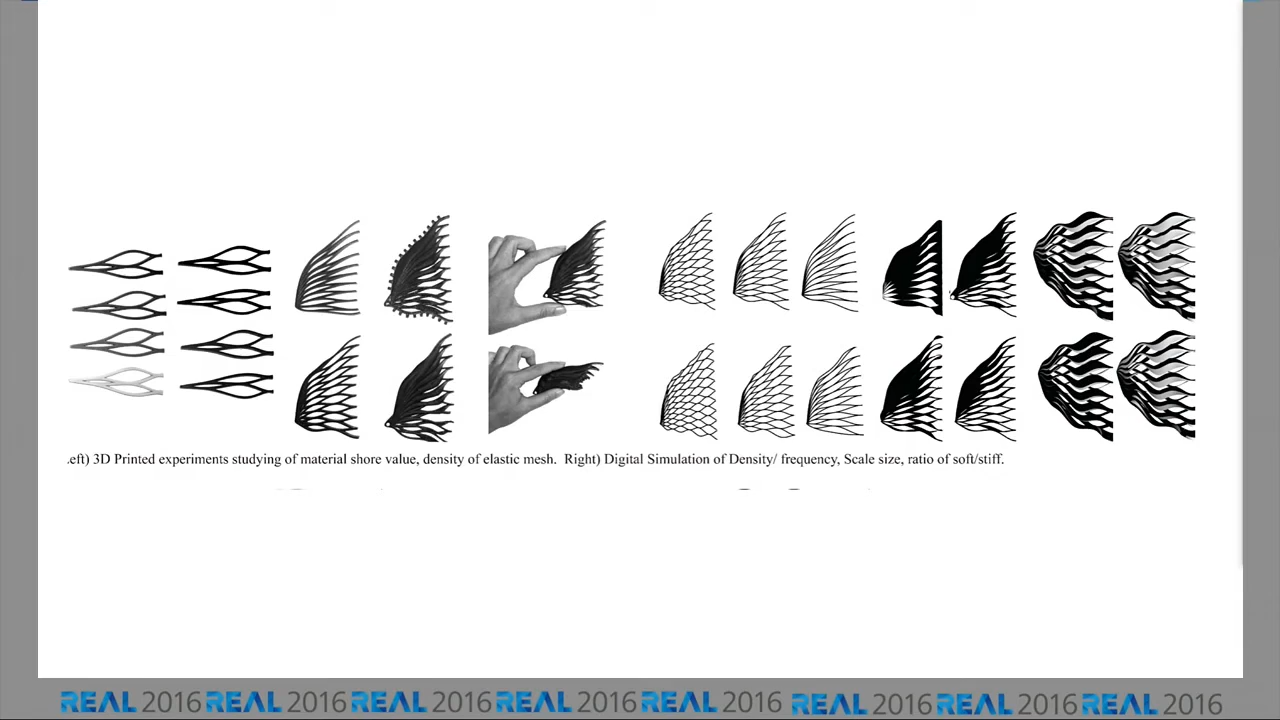 .eft) 3D Printed experiments studying of material shore value, density of elastic mesh. Right) Digital Simulation of Density/ frequency, Scale size, ratio of soft/stiff.
REAL 2016 REAL 2016 REAL 2016 REAL 2016 REAL 2016 REAL 2016 REAL 2016 REAL 2016